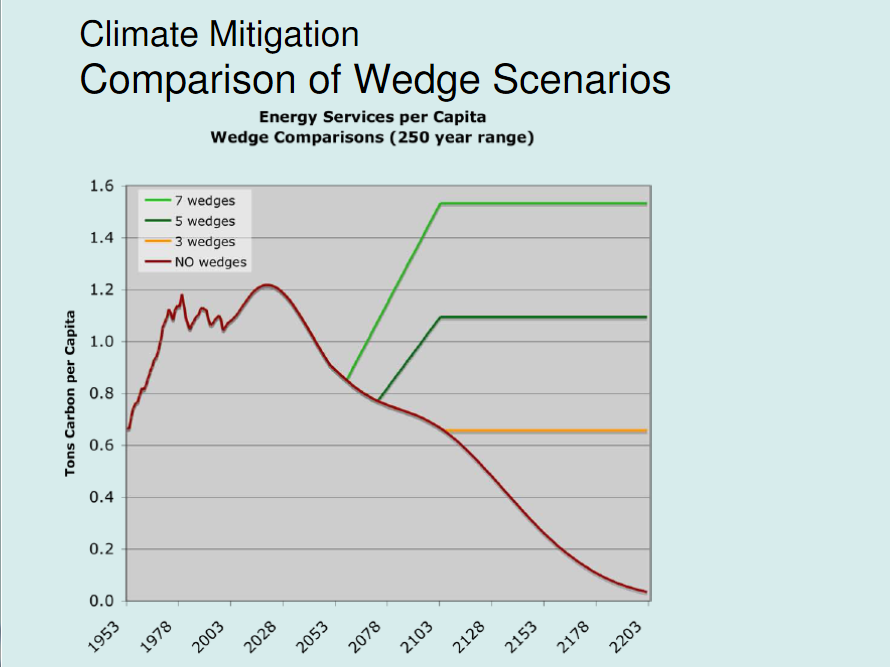 Climate Mitigation
Comparison of Wedge Scenarios
Energy Services per Capita
Wedge Comparisons (250 year range)
1.6
7 wedges
5 wedges
1.4
3 wedges
NO wedges
1.2
1.0
0.8
0.6
0.4
0.2
0.0
Tons Carbon per Capita
1953 1978 2003 2028 2053 2078 2103 2128 2153 2178 2203